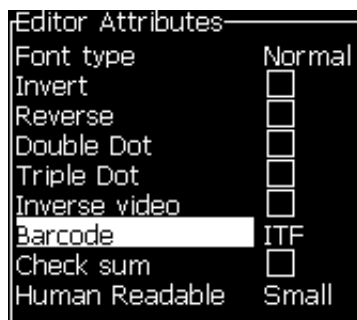 Editor Attributes
Font type Normal
Invert
Reverse
Double Dot
Triple Dot
Inverse video
Barcode ITF
Check sum
Human Readable Small